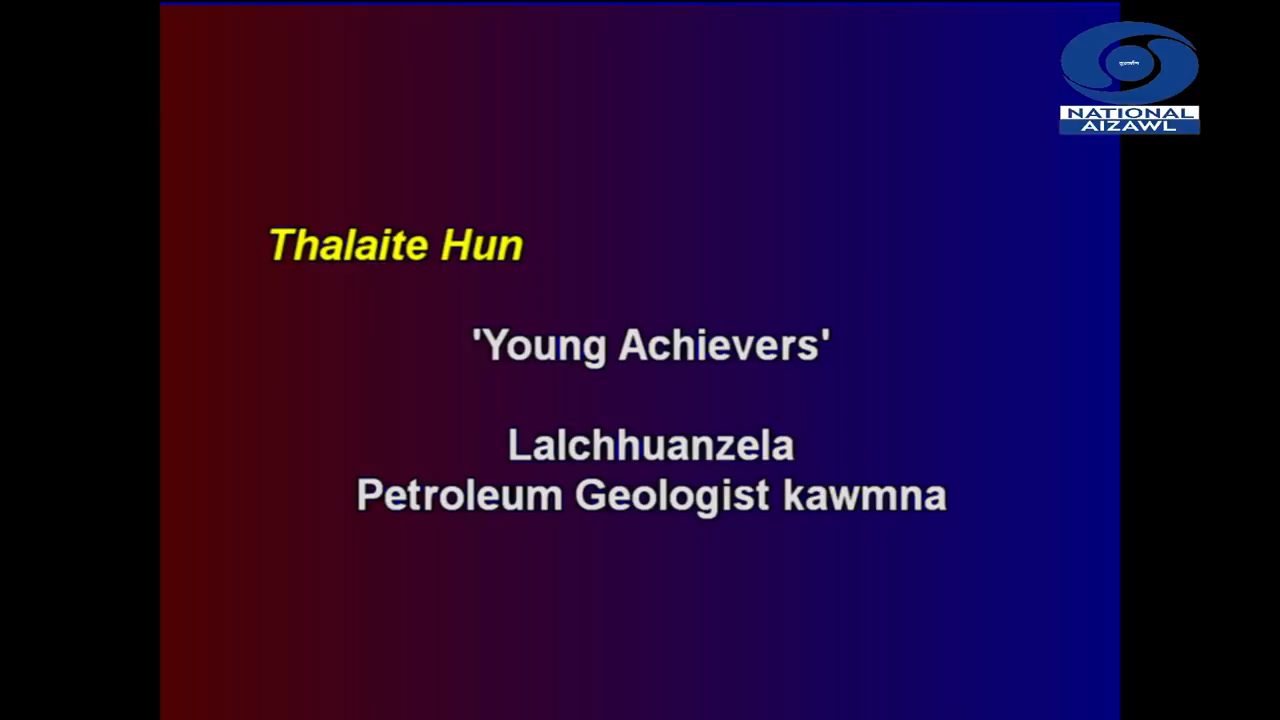 NATIONAL
AIZAWL
Thalaite Hun
'Young Achievers'
Lalchhuanzela
Petroleum Geologist kawmna